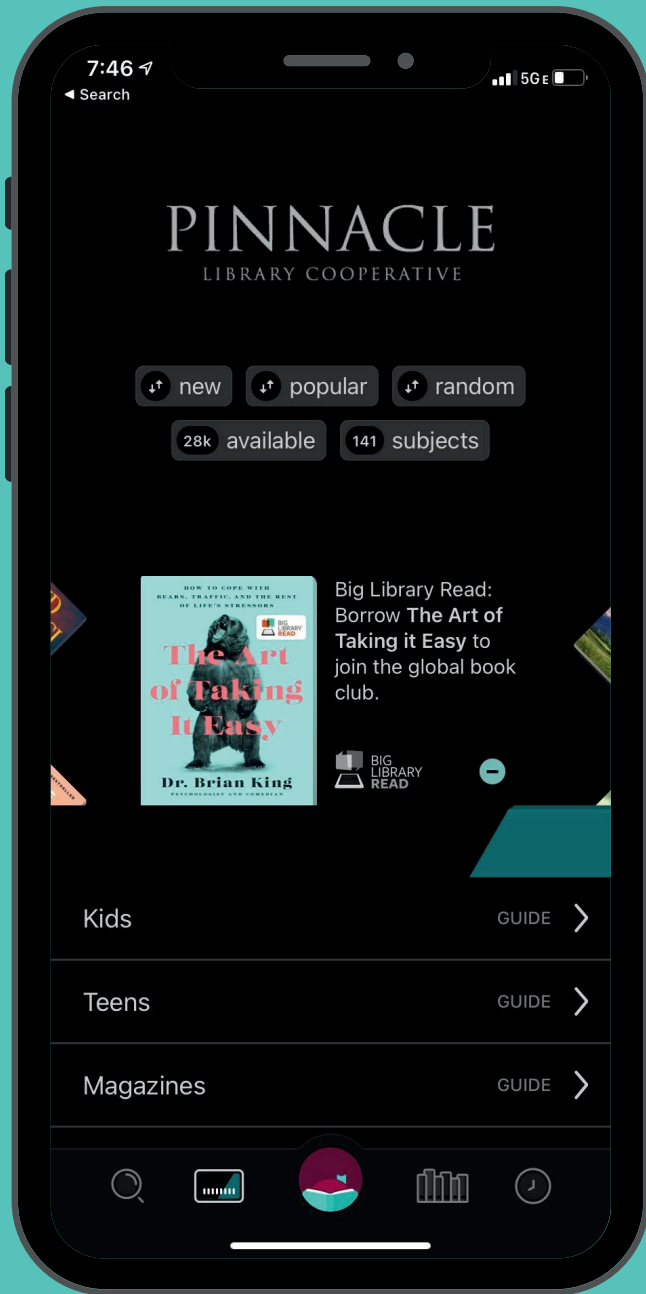 7:46
5GE
◀ Search
PINNACLE
LIBRARY COOPERATIVE
new
popular
random
28k available
141 subjects
HOW TO COPE WITH
BEARS, TRAFFIC, AND THE REST
OF LIFE'S STRESSORS
BIG
LIBRARY
READ
The Art
of Taking
It Easy
Dr. Brian King
PSYCHOLOGIST AND COMEDIAN
Big Library Read:
Borrow The Art of
Taking it Easy to
join the global book
club.
BIG
LIBRARY
READ
BESTSELLER
Kids
GUIDE
Teens
GUIDE
Magazines
GUIDE